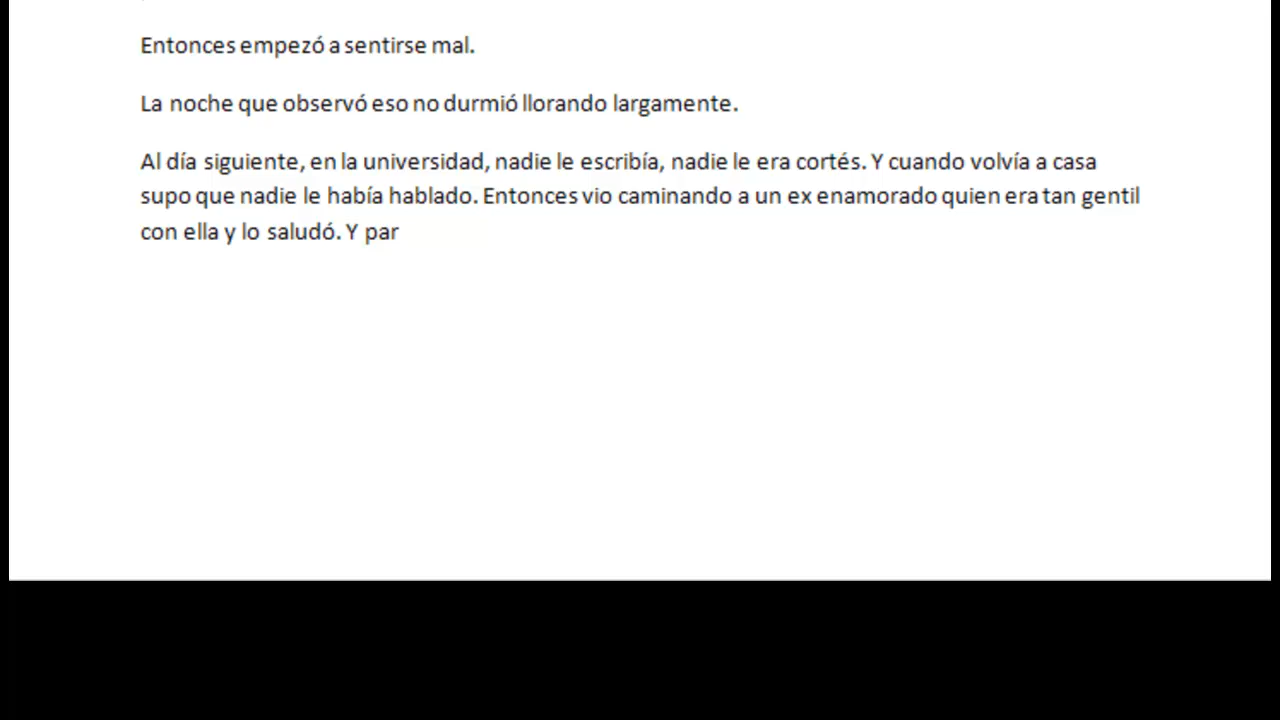 Entonces empezó a sentirse mal.
La noche que observó eso no durmió llorando largamente.
Al día siguiente, en la universidad, nadie le escribía, nadie le era cortés. Y cuando volvía a casa
supo que nadie le había hablado. Entonces vio caminando a un ex enamorado quien era tan gentil
con ella y lo saludó. Y par